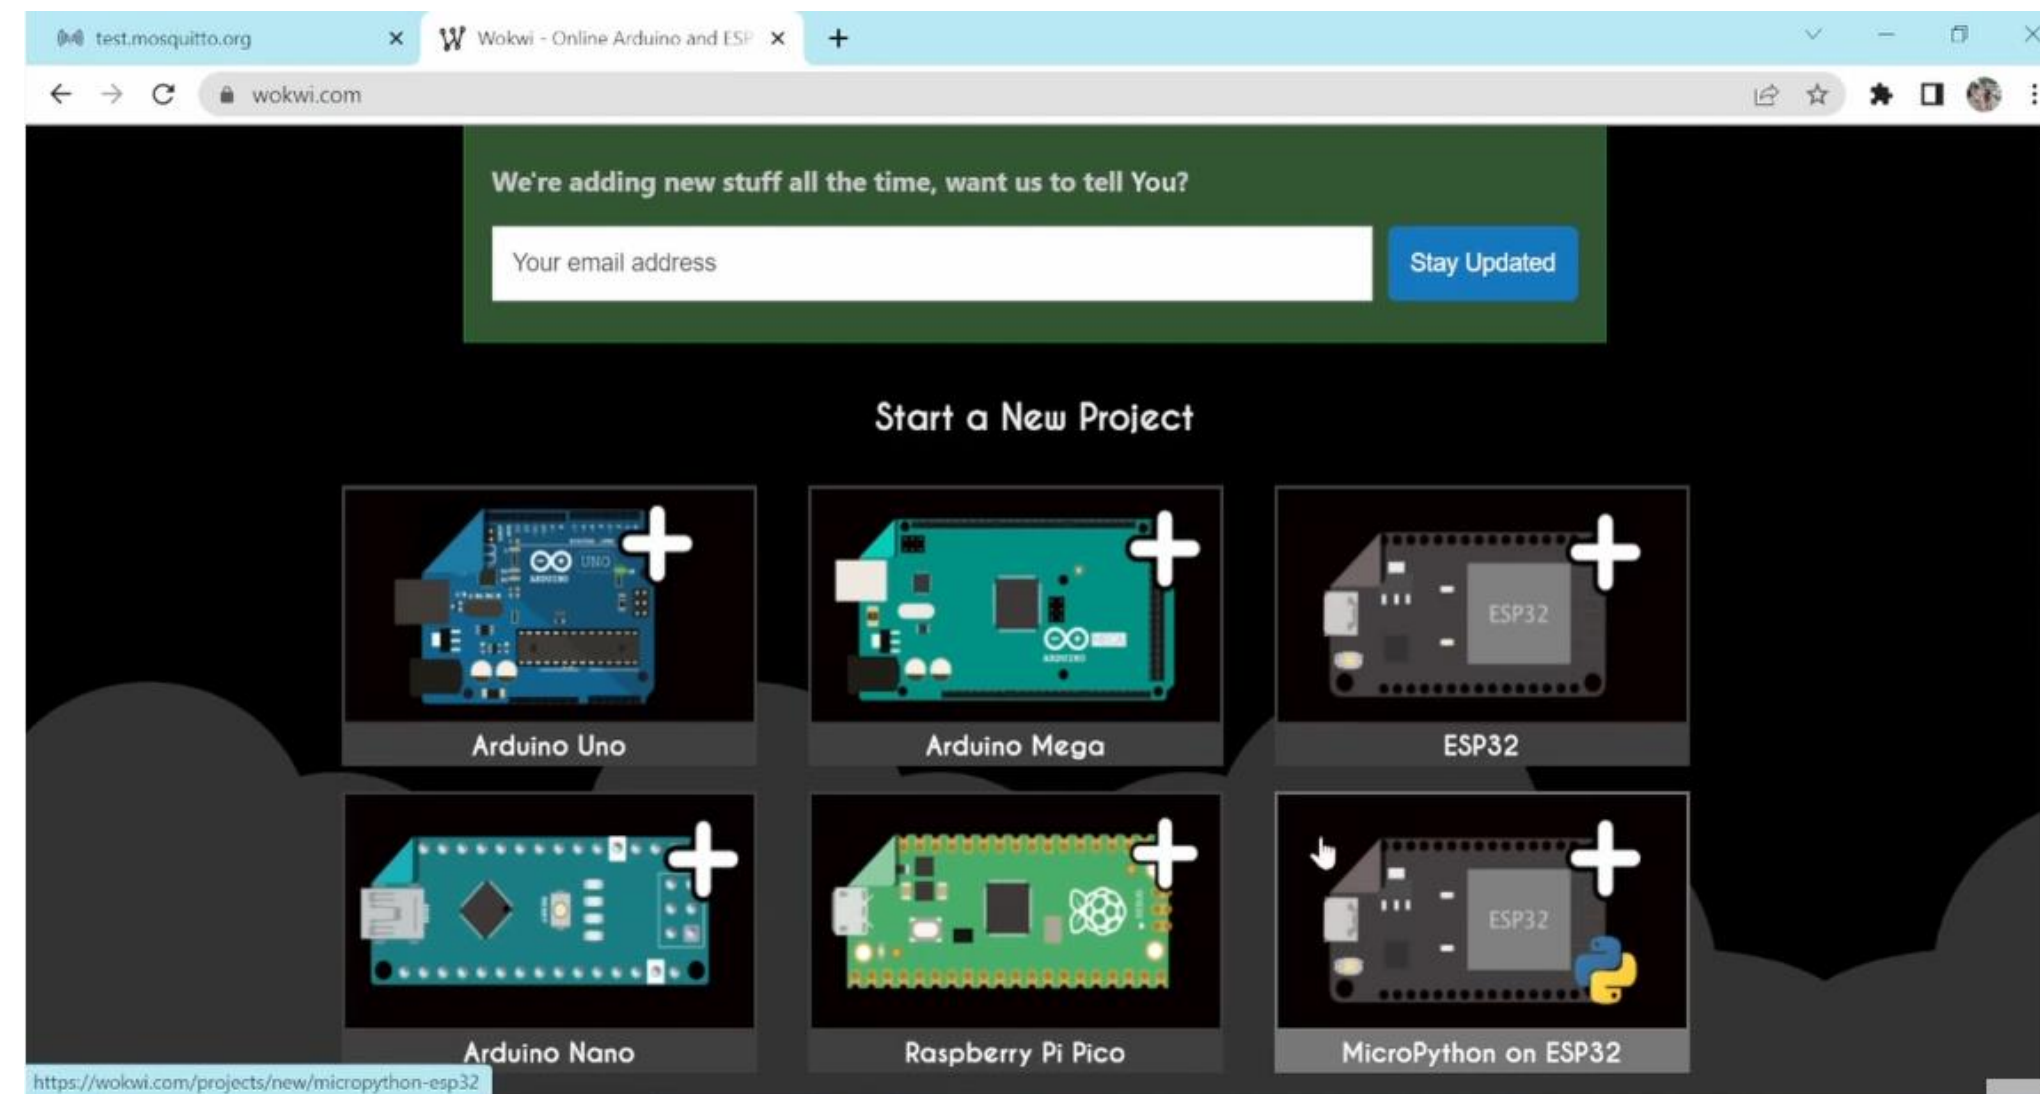 test.mosquitto.org
Wokwi - Online Arduino and ESP
wokwi.com
We're adding new stuff all the time, want us to tell You?
Your email address
Stay Updated
Start a New Project
UNO
ARDUINO
ARDUINO
ESP32
Arduino Uno
Arduino Mega
ESP32
ESP32
Arduino Nano
Raspberry Pi Pico
MicroPython on ESP32
https://wokwi.com/projects/new/micropython-esp32